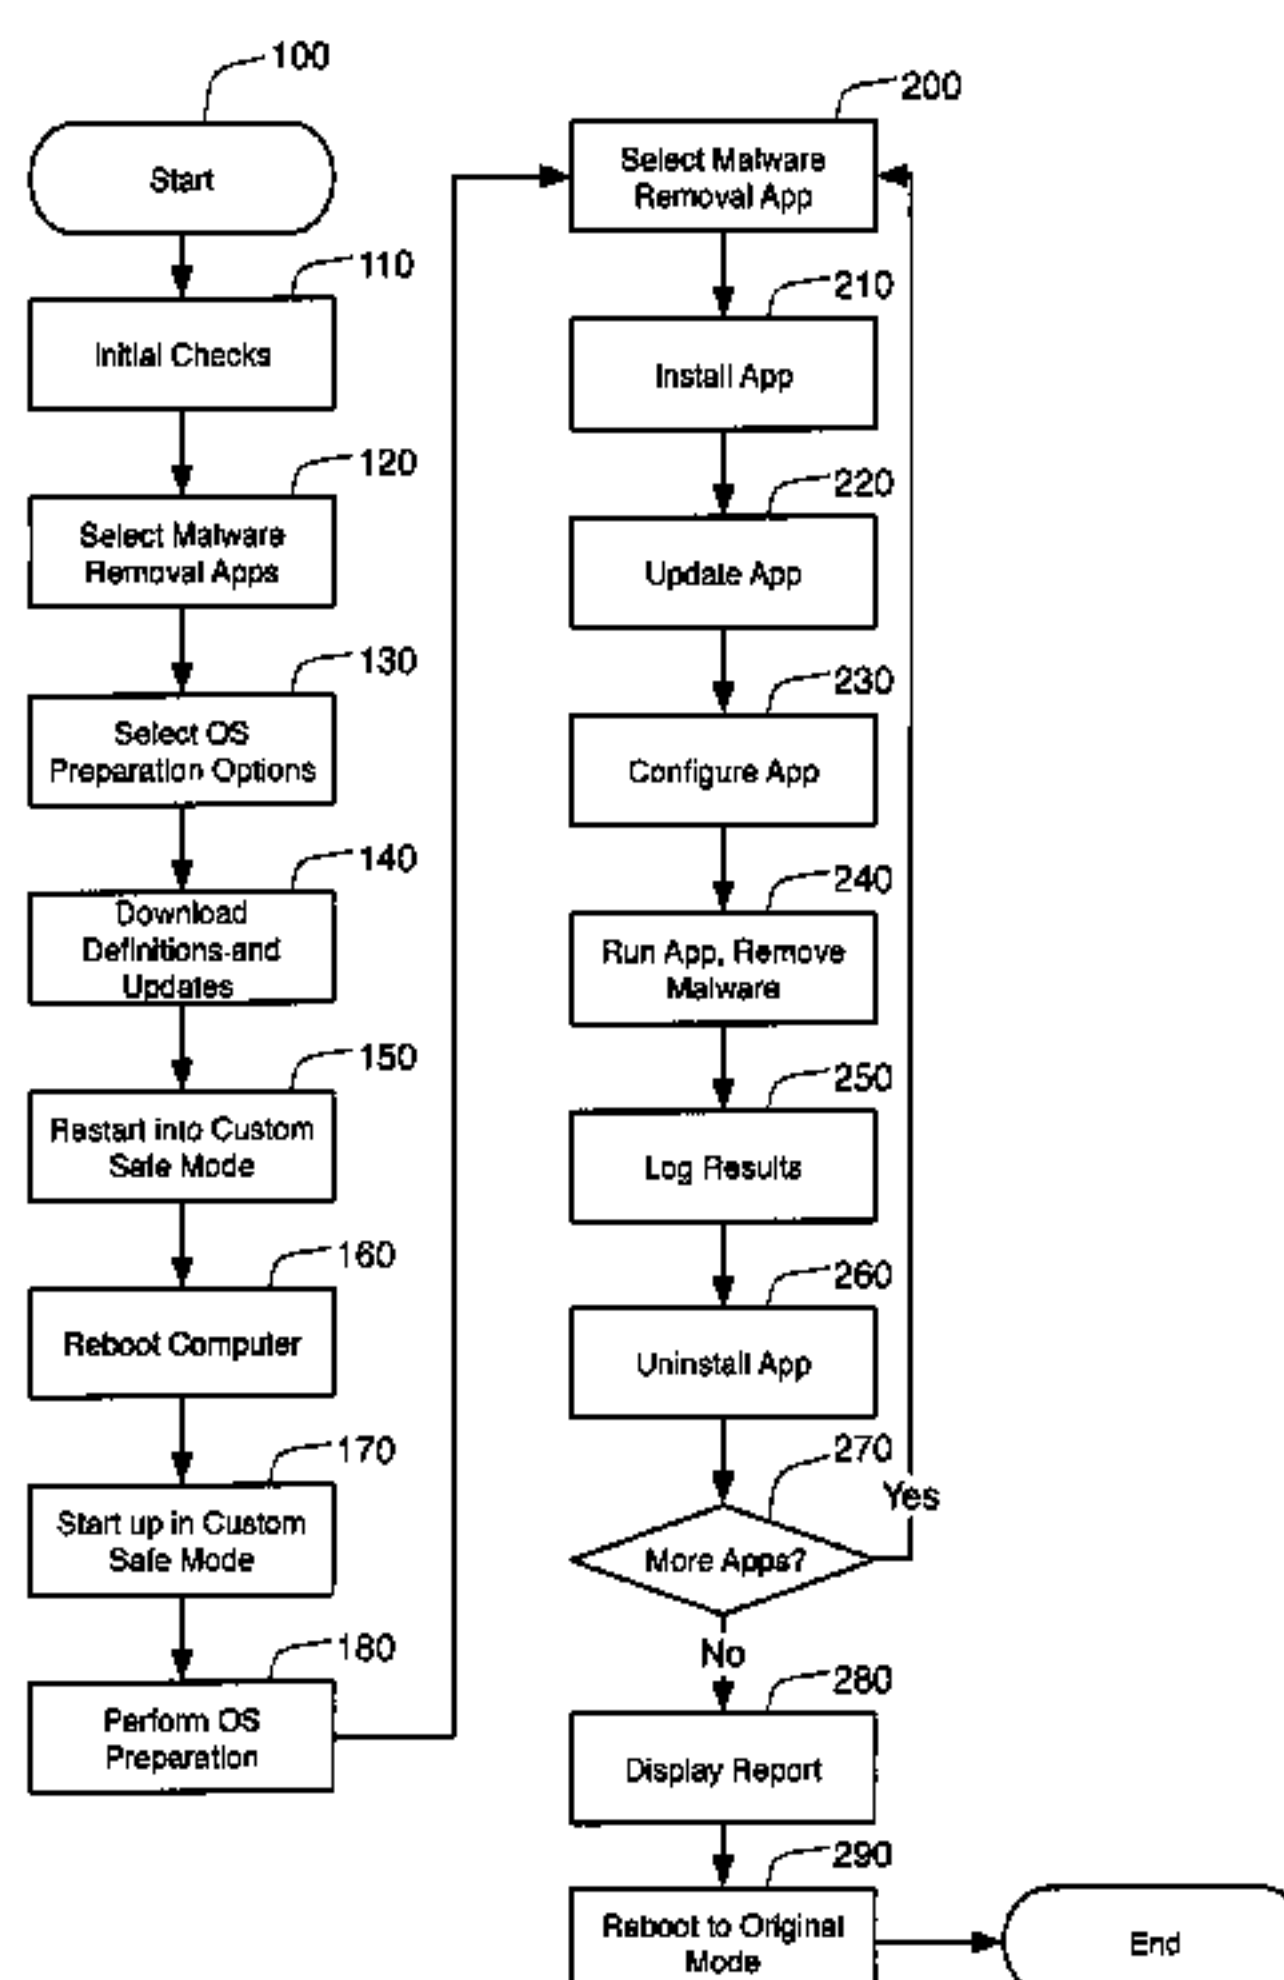 100
Start
110
Initial Checks
120
Select Malware
Removal Apps
130
Select OS
Preparation Options
140
Download
Definitions and
Updates
150
Restart into Custom
Safe Mode
160
Reboot Computer
170
Start up in Custom
Safe Mode
180
Perform OS
Preparation
200
Select Malware
Removal App
210
Install App
220
Update App
230
Configure App
240
Run App, Remove
Malware
250
Log Results
260
Uninstall App
270
Yes
More Apps?
No
280
Display Report
290
Reboot to Original
Mode
End